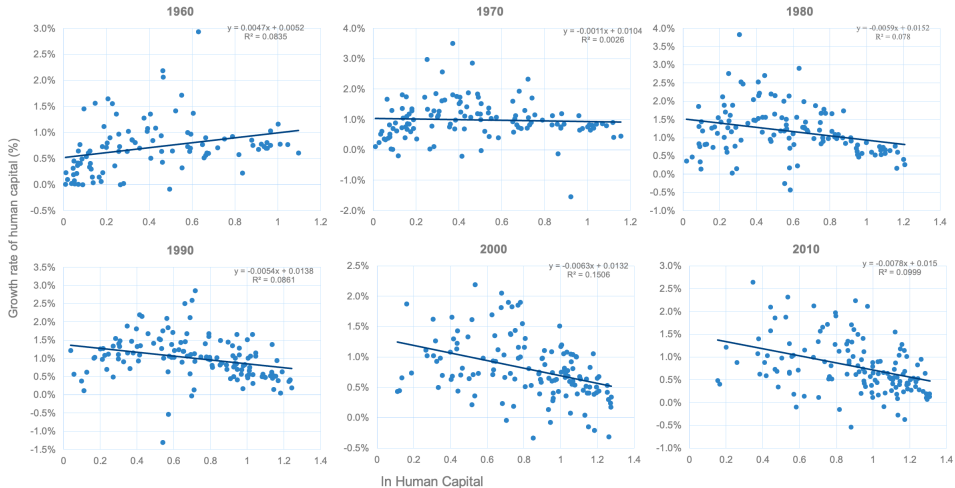 1960
y = 0.0047x + 0.0052
R² = 0.0835
3.0%
2.5%
2.0%
1.5%
1.0%
0.5%
0.0%
-0.5%
0 0.2 0.4 0.6 0.8 1 1.2
1970
y = -0.0011x + 0.0104
R² = 0.0026
4.0%
3.0%
2.0%
1.0%
0.0%
-1.0%
-2.0%
0 0.2 0.4 0.6 0.8 1 1.2
1980
y = -0.0059x + 0.0152
R² = 0.078
4.0%
3.5%
3.0%
2.5%
2.0%
1.5%
1.0%
0.5%
0.0%
-0.5%
-1.0%
0 0.2 0.4 0.6 0.8 1 1.2 1.4
Growth rate of human capital (%)
1990
y = -0.0054x + 0.0138
R² = 0.0861
3.5%
3.0%
2.5%
2.0%
1.5%
1.0%
0.5%
0.0%
-0.5%
-1.0%
-1.5%
0 0.2 0.4 0.6 0.8 1 1.2 1.4
2000
y = -0.0063x + 0.0132
R² = 0.1506
2.5%
2.0%
1.5%
1.0%
0.5%
0.0%
-0.5%
0 0.2 0.4 0.6 0.8 1 1.2 1.4
2010
y = -0.0078x + 0.015
R² = 0.0999
3.0%
2.5%
2.0%
1.5%
1.0%
0.5%
0.0%
-0.5%
-1.0%
0 0.2 0.4 0.6 0.8 1 1.2 1.4
In Human Capital